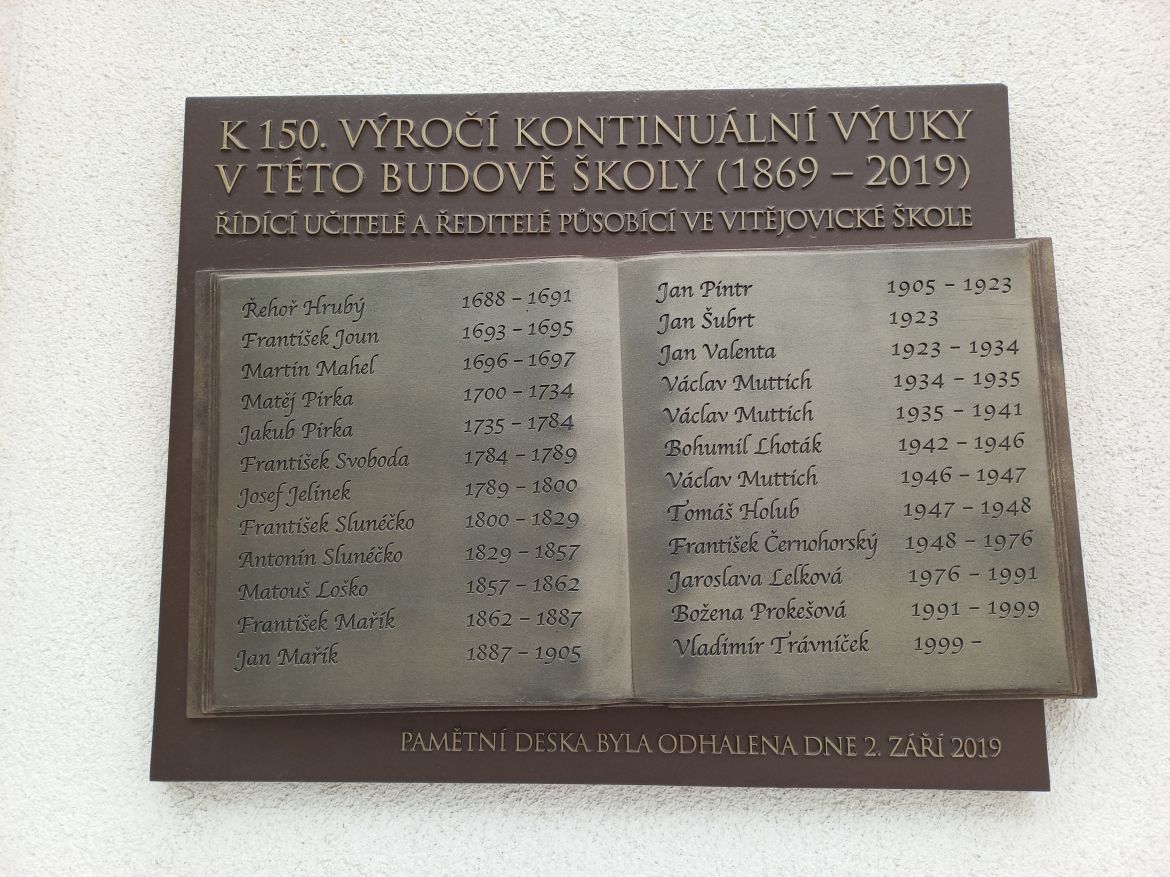 K 150. VÝROČÍ KONTINUÁLNÍ VÝUKY
V TÉTO BUDOVĚ ŠKOLY (1869 – 2019)
ŘÍDÍCÍ UČITELÉ A ŘEDITELÉ PŮSOBÍCÍ VE VITĚJOVICKÉ ŠKOLE
Řehoř Hrubý 1688 – 1691
František Joun 1693 – 1695
Martin Mahel 1696 – 1697
Matěj Pirka 1700 – 1734
Jakub Pirka 1735 – 1784
František Svoboda 1784 – 1789
Josef Jelínek 1789 – 1800
František Slunéčko 1800 – 1829
Antonín Slunéčko 1829 – 1857
Matouš Loško 1857 – 1862
František Mařík 1862 – 1887
Jan Mařík 1887 – 1905
Jan Pintr 1905 – 1923
Jan Šubrt 1923
Jan Valenta 1923 – 1934
Václav Muttich 1934 – 1935
Václav Muttich 1935 – 1941
Bohumil Lhoták 1942 – 1946
Václav Muttich 1946 – 1947
Tomáš Holub 1947 – 1948
František Černohorský 1948 – 1976
Jaroslava Lelková 1976 – 1991
Božena Prokešová 1991 – 1999
Vladimír Trávníček 1999 –
PAMĚTNÍ DESKA BYLA ODHALENA DNE 2. ZÁŘÍ 2019